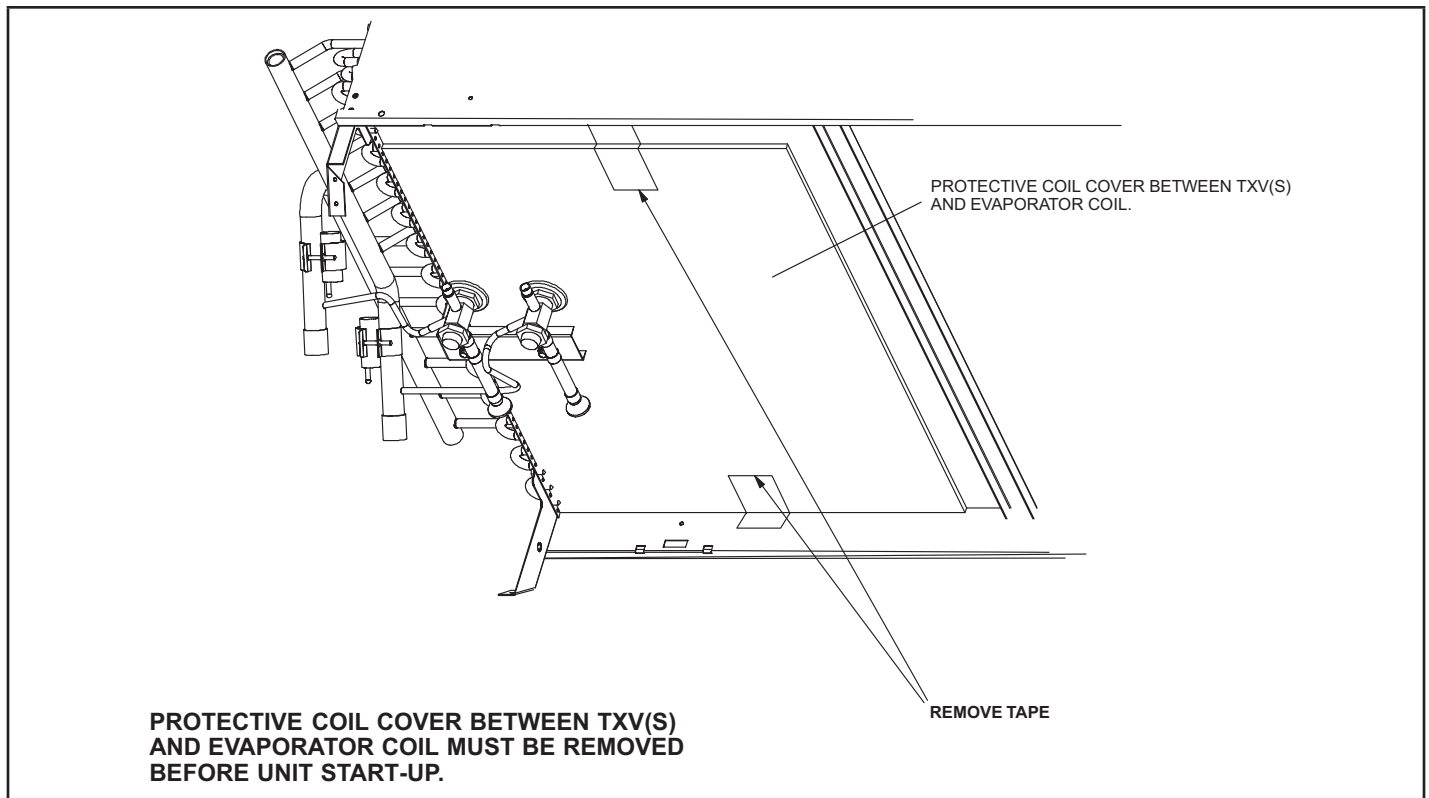 PROTECTIVE COIL COVER BETWEEN TXV(S)
AND EVAPORATOR COIL.
REMOVE TAPE
PROTECTIVE COIL COVER BETWEEN TXV(S)
AND EVAPORATOR COIL MUST BE REMOVED
BEFORE UNIT START-UP.